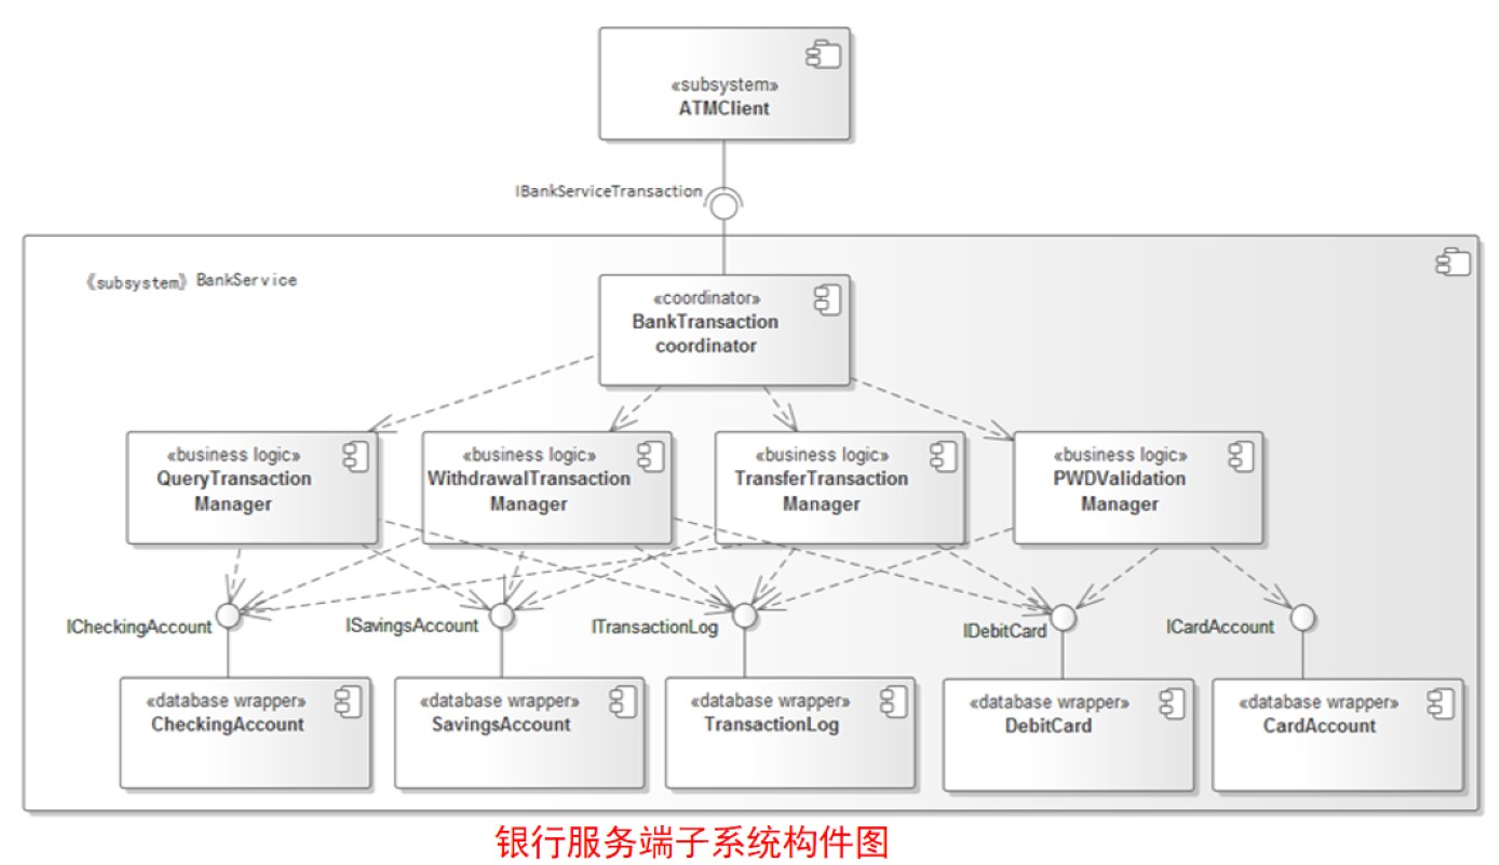 «subsystem»
ATMClient
IBankServiceTransaction
《subsystem》BankService
«coordinator»
BankTransaction
coordinator
«business logic»
QueryTransaction
Manager
«business logic»
WithdrawalTransaction
Manager
«business logic»
TransferTransaction
Manager
«business logic»
PWDValidation
Manager
ICheckingAccount
ISavingsAccount
ITransactionLog
IDebitCard
ICardAccount
«database wrapper»
CheckingAccount
«database wrapper»
SavingsAccount
«database wrapper»
TransactionLog
«database wrapper»
DebitCard
«database wrapper»
CardAccount
银行服务端子系统构件图